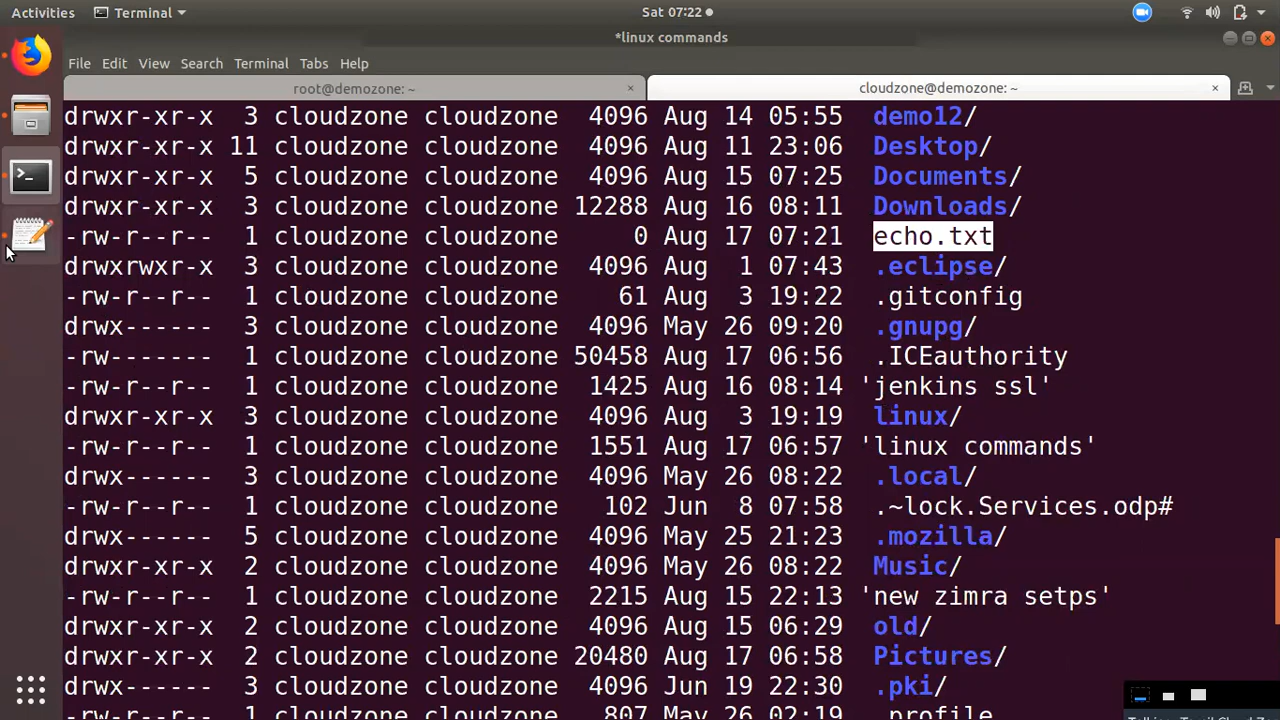 Activities Terminal Sat 07:22
*linux commands
File Edit View Search Terminal Tabs Help
root@demozone: ~ × cloudzone@demozone: ~ ×
drwxr-xr-x 3 cloudzone cloudzone 4096 Aug 14 05:55 demo12/
drwxr-xr-x 11 cloudzone cloudzone 4096 Aug 11 23:06 Desktop/
drwxr-xr-x 5 cloudzone cloudzone 4096 Aug 15 07:25 Documents/
drwxr-xr-x 3 cloudzone cloudzone 12288 Aug 16 08:11 Downloads/
-rw-r--r-- 1 cloudzone cloudzone 0 Aug 17 07:21 echo.txt
drwxrwxr-x 3 cloudzone cloudzone 4096 Aug 1 07:43 .eclipse/
-rw-r--r-- 1 cloudzone cloudzone 61 Aug 3 19:22 .gitconfig
drwx------ 3 cloudzone cloudzone 4096 May 26 09:20 .gnupg/
-rw------- 1 cloudzone cloudzone 50458 Aug 17 06:56 .ICEauthority
-rw-r--r-- 1 cloudzone cloudzone 1425 Aug 16 08:14 'jenkins ssl'
drwxr-xr-x 3 cloudzone cloudzone 4096 Aug 3 19:19 linux/
-rw-r--r-- 1 cloudzone cloudzone 1551 Aug 17 06:57 'linux commands'
drwx------ 3 cloudzone cloudzone 4096 May 26 08:22 .local/
-rw-r--r-- 1 cloudzone cloudzone 102 Jun 8 07:58 .~lock.Services.odp#
drwx------ 5 cloudzone cloudzone 4096 May 25 21:23 .mozilla/
drwxr-xr-x 2 cloudzone cloudzone 4096 May 26 08:22 Music/
-rw-r--r-- 1 cloudzone cloudzone 2215 Aug 15 22:13 'new zimra setps'
drwxr-xr-x 2 cloudzone cloudzone 4096 Aug 15 06:29 old/
drwxr-xr-x 2 cloudzone cloudzone 20480 Aug 17 06:58 Pictures/
drwx------ 3 cloudzone cloudzone 4096 Jun 19 22:30 .pki/
-rw-r--r-- 1 cloudzone cloudzone 807 May 26 02:19 .profile